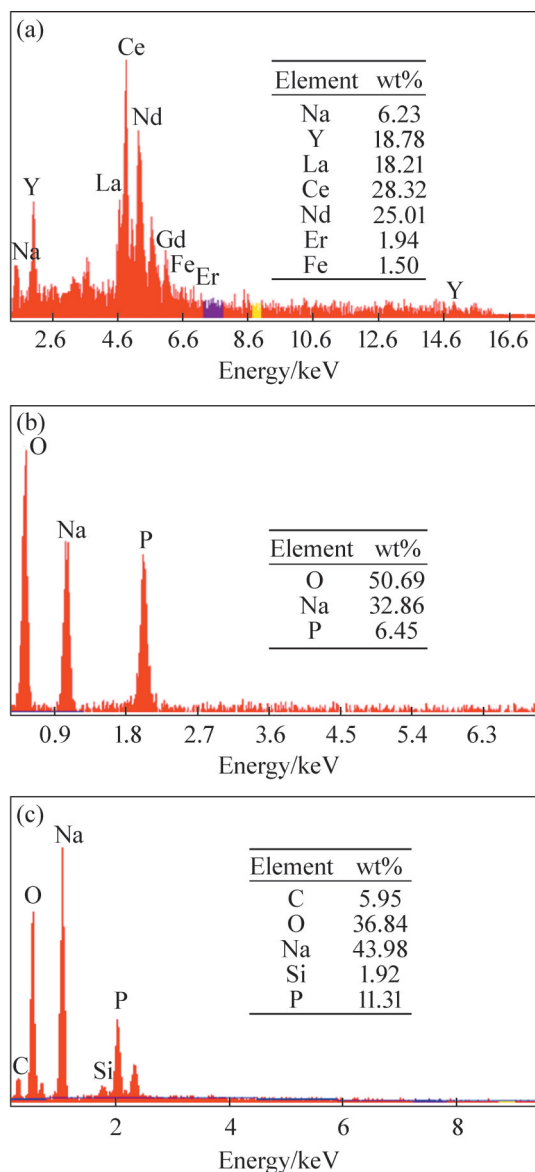 (a)
Ce
Nd
La
Y
Gd
Na
Fe
Er
Y
Element wt%
Na 6.23
Y 18.78
La 18.21
Ce 28.32
Nd 25.01
Er 1.94
Fe 1.50
2.6 4.6 6.6 8.6 10.6 12.6 14.6 16.6
Energy/keV
(b)
O
Na
P
Element wt%
O 50.69
Na 32.86
P 6.45
0.9 1.8 2.7 3.6 4.5 5.4 6.3
Energy/keV
(c)
Na
O
P
C
Si
Element wt%
C 5.95
O 36.84
Na 43.98
Si 1.92
P 11.31
2 4 6 8
Energy/keV